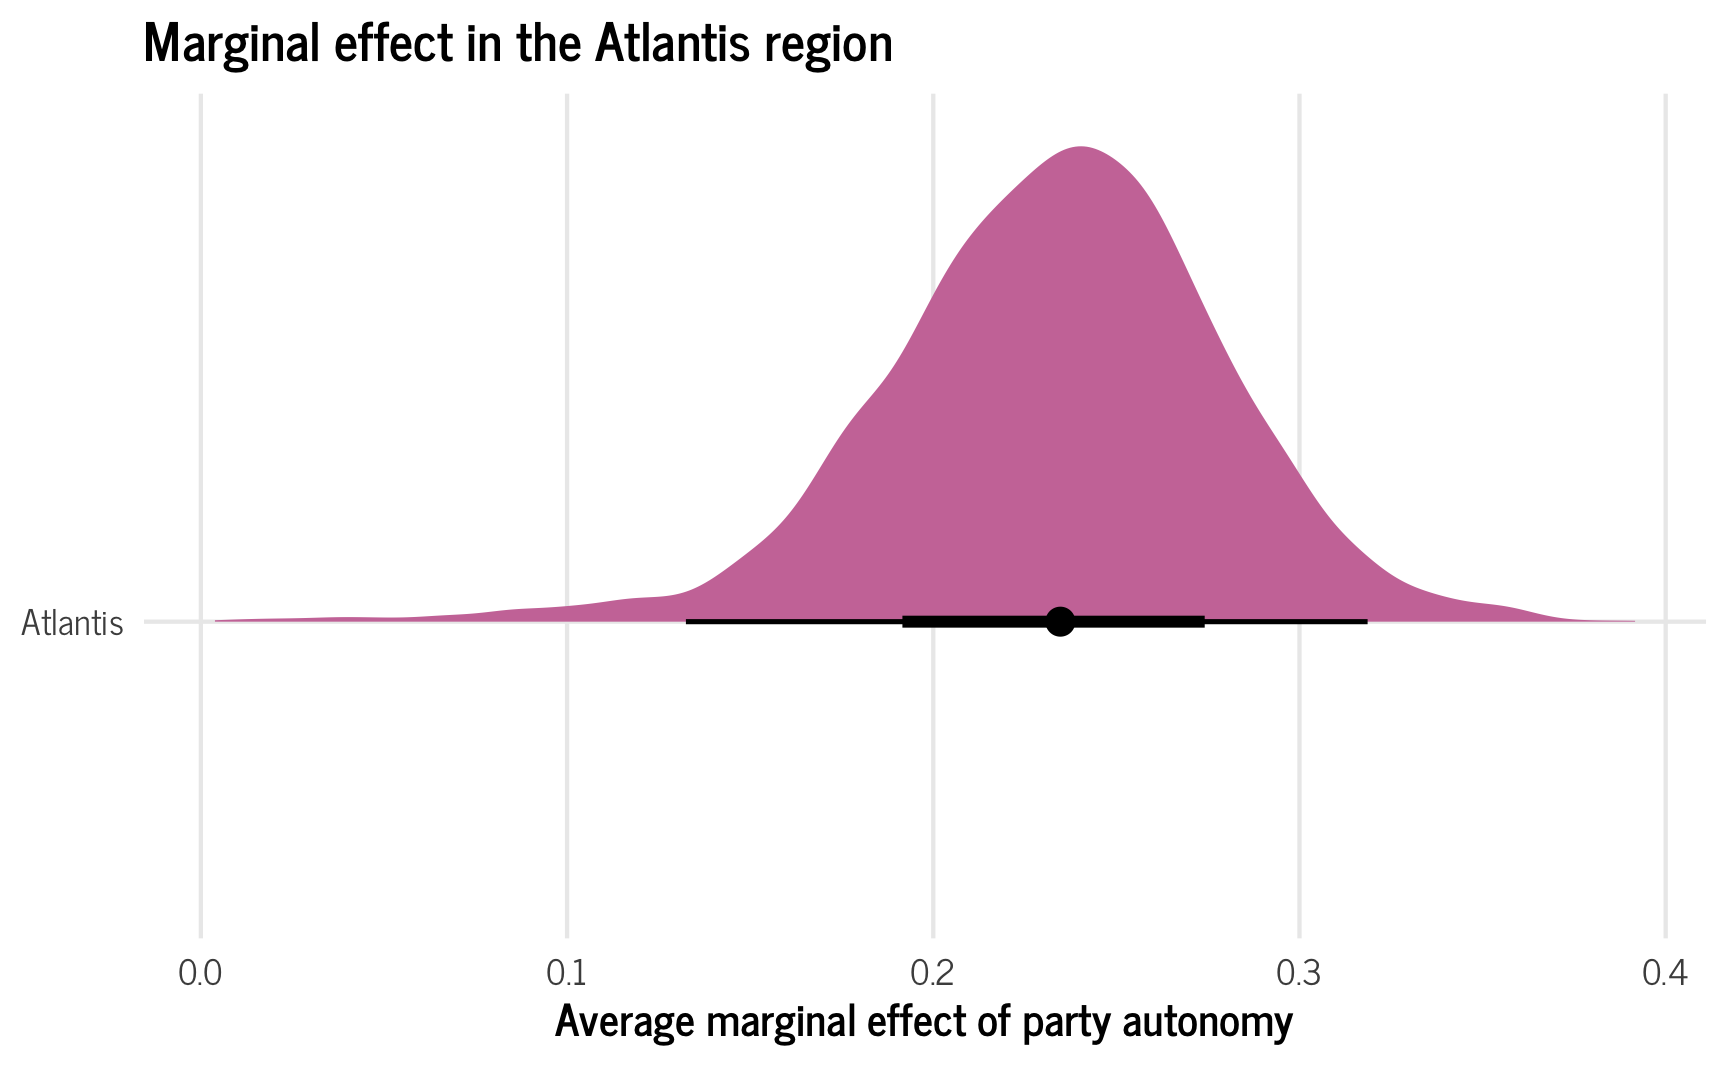 Marginal effect in the Atlantis region
Atlantis
0.0 0.1 0.2 0.3 0.4
Average marginal effect of party autonomy